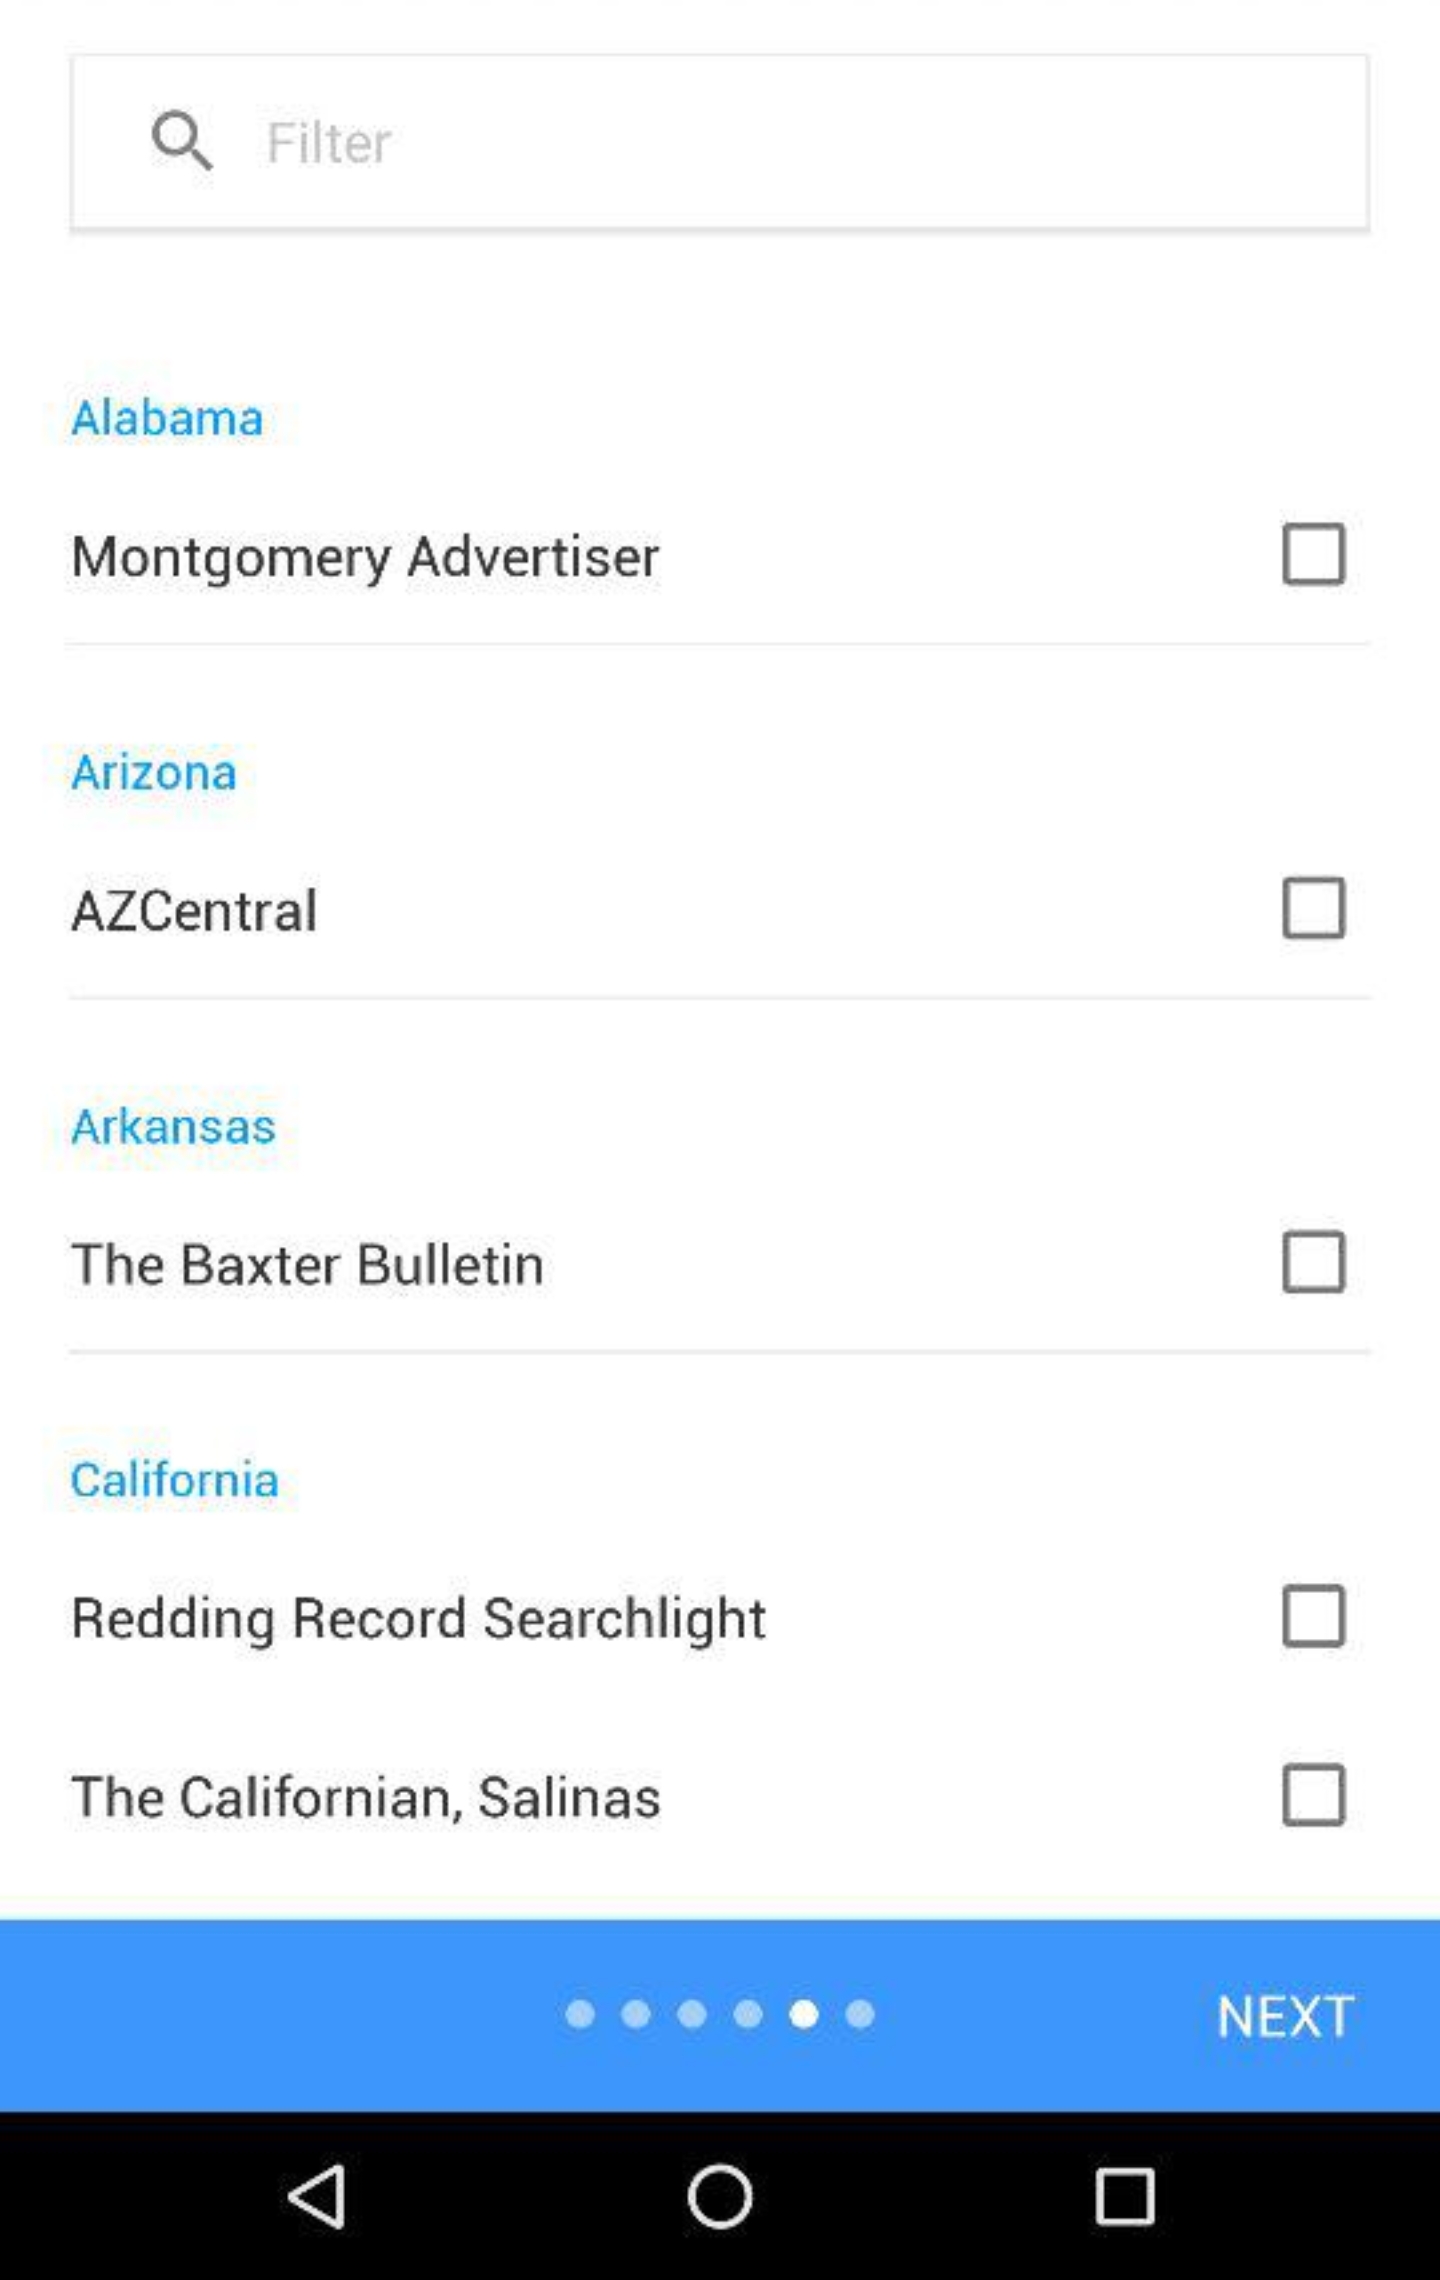 Filter
Alabama
Montgomery Advertiser
Arizona
AZCentral
Arkansas
The Baxter Bulletin
California
Redding Record Searchlight
The Californian, Salinas
NEXT